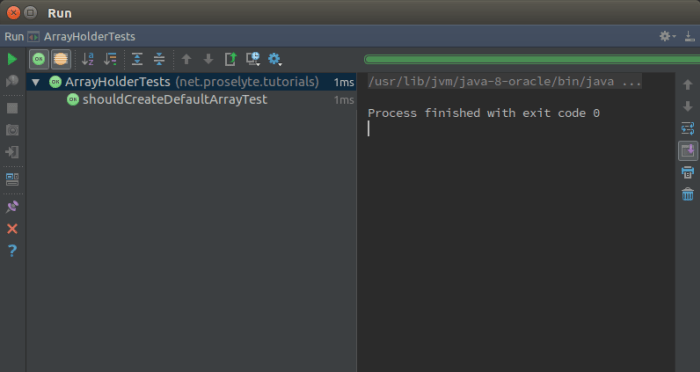 Run
Run ArrayHolderTests
ArrayHolderTests (net.proselyte.tutorials) 1ms
shouldCreateDefaultArrayTest 1ms
/usr/lib/jvm/java-8-oracle/bin/java ...
Process finished with exit code 0